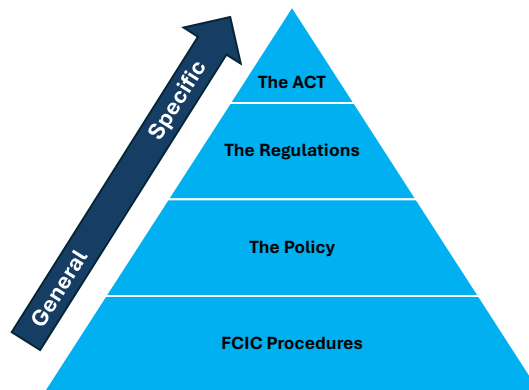 The ACT
The Regulations
The Policy
FCIC Procedures
General
Specific